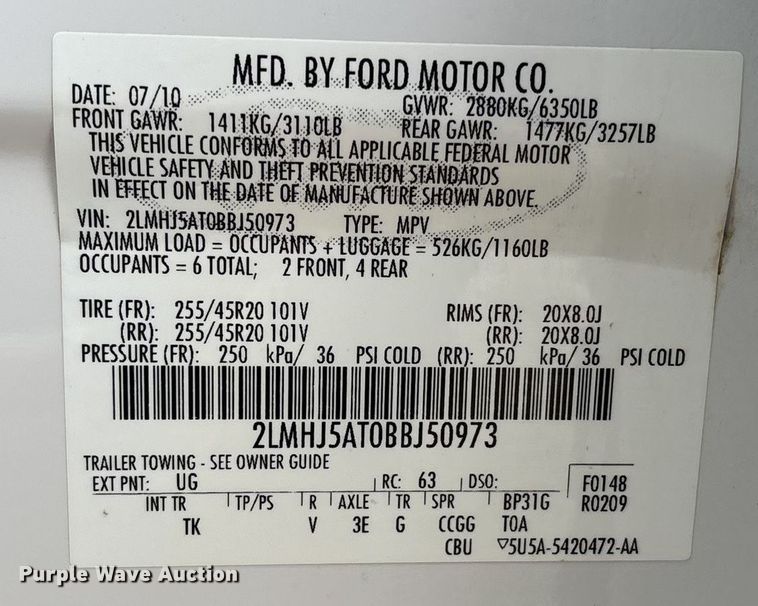 MFD. BY FORD MOTOR CO.
DATE: 07/10 GVWR: 2880KG/6350LB
FRONT GAWR: 1411KG/3110LB REAR GAWR: 1477KG/3257LB
THIS VEHICLE CONFORMS TO ALL APPLICABLE FEDERAL MOTOR
VEHICLE SAFETY AND THEFT PREVENTION STANDARDS
IN EFFECT ON THE DATE OF MANUFACTURE SHOWN ABOVE.
VIN: 2LMHJ5AT0BBJ50973 TYPE: MPV
MAXIMUM LOAD = OCCUPANTS + LUGGAGE = 526KG/1160LB
OCCUPANTS = 6 TOTAL; 2 FRONT, 4 REAR
TIRE (FR): 255/45R20 101V RIMS (FR): 20X8.0J
(RR): 255/45R20 101V (RR): 20X8.0J
PRESSURE (FR): 250 kPa/ 36 PSI COLD (RR): 250 kPa/ 36 PSI COLD
2LMHJ5AT0BBJ50973
TRAILER TOWING - SEE OWNER GUIDE
EXT PNT: UG RC: 63 DSO: F0148
INT TR TP/PS R AXLE TR SPR BP31G R0209
TK V 3E G CCGG T0A
CBU ▽5U5A-5420472-AA
Purple Wave Auction